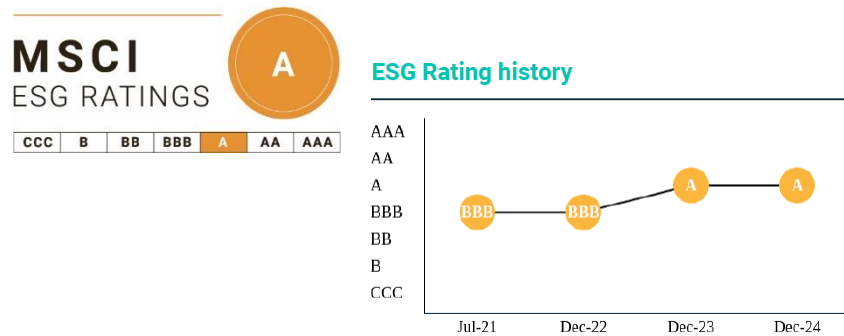 MSCI
ESG RATINGS
A
CCC B BB BBB A AA AAA
ESG Rating history
AAA
AA
A
BBB
BB
B
CCC
BBB BBB A A
Jul-21 Dec-22 Dec-23 Dec-24